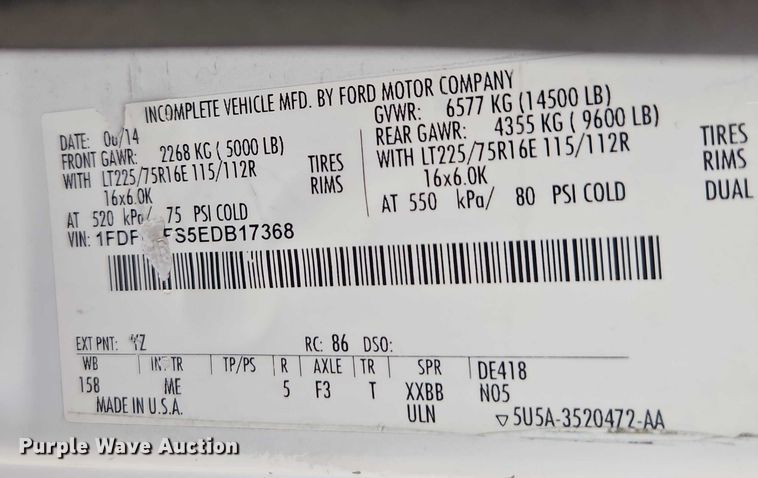 INCOMPLETE VEHICLE MFD. BY FORD MOTOR COMPANY
DATE: 06/14
FRONT GAWR: 2268 KG ( 5000 LB)
WITH LT225/75R16E 115/112R TIRES
16x6.0K RIMS
AT 520 kPa/ 75 PSI COLD
GVWR: 6577 KG (14500 LB)
REAR GAWR: 4355 KG ( 9600 LB)
WITH LT225/75R16E 115/112R TIRES
16x6.0K RIMS
AT 550 kPa/ 80 PSI COLD DUAL
VIN: FS5EDB17368
EXT PNT: YZ RC: 86 DSO:
WB INT TR TP/PS R AXLE TR SPR DE418
158 ME 5 F3 T XXBB N05
MADE IN U.S.A. ULN ▽5U5A-3520472-AA
Purple Wave Auction